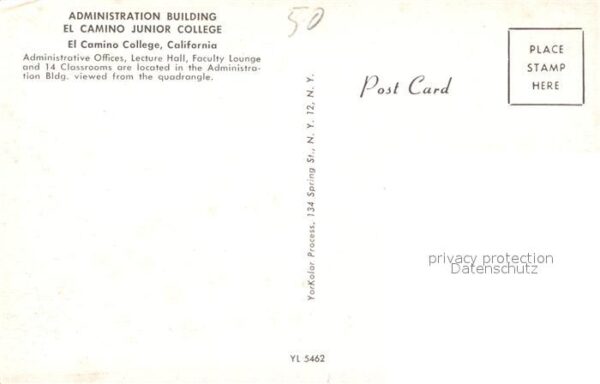 ADMINISTRATION BUILDING
EL CAMINO JUNIOR COLLEGE
El Camino College, California
Administrative Offices, Lecture Hall, Faculty Lounge
and 14 Classrooms are located in the Administra-
tion Bldg. viewed from the quadrangle.
50
Post Card
PLACE
STAMP
HERE
YorKolor Process, 134 Spring St., N. Y. 12, N. Y.
privacy protection
Datenschutz
YL 5462